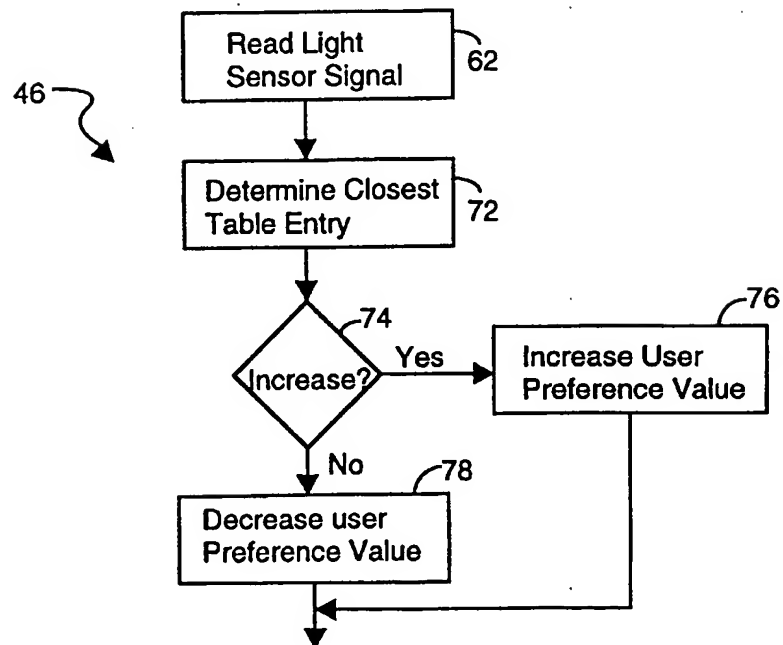 Read Light
Sensor Signal
62
46
Determine Closest
Table Entry
72
74
Increase?
Yes
76
Increase User
Preference Value
No
78
Decrease user
Preference Value